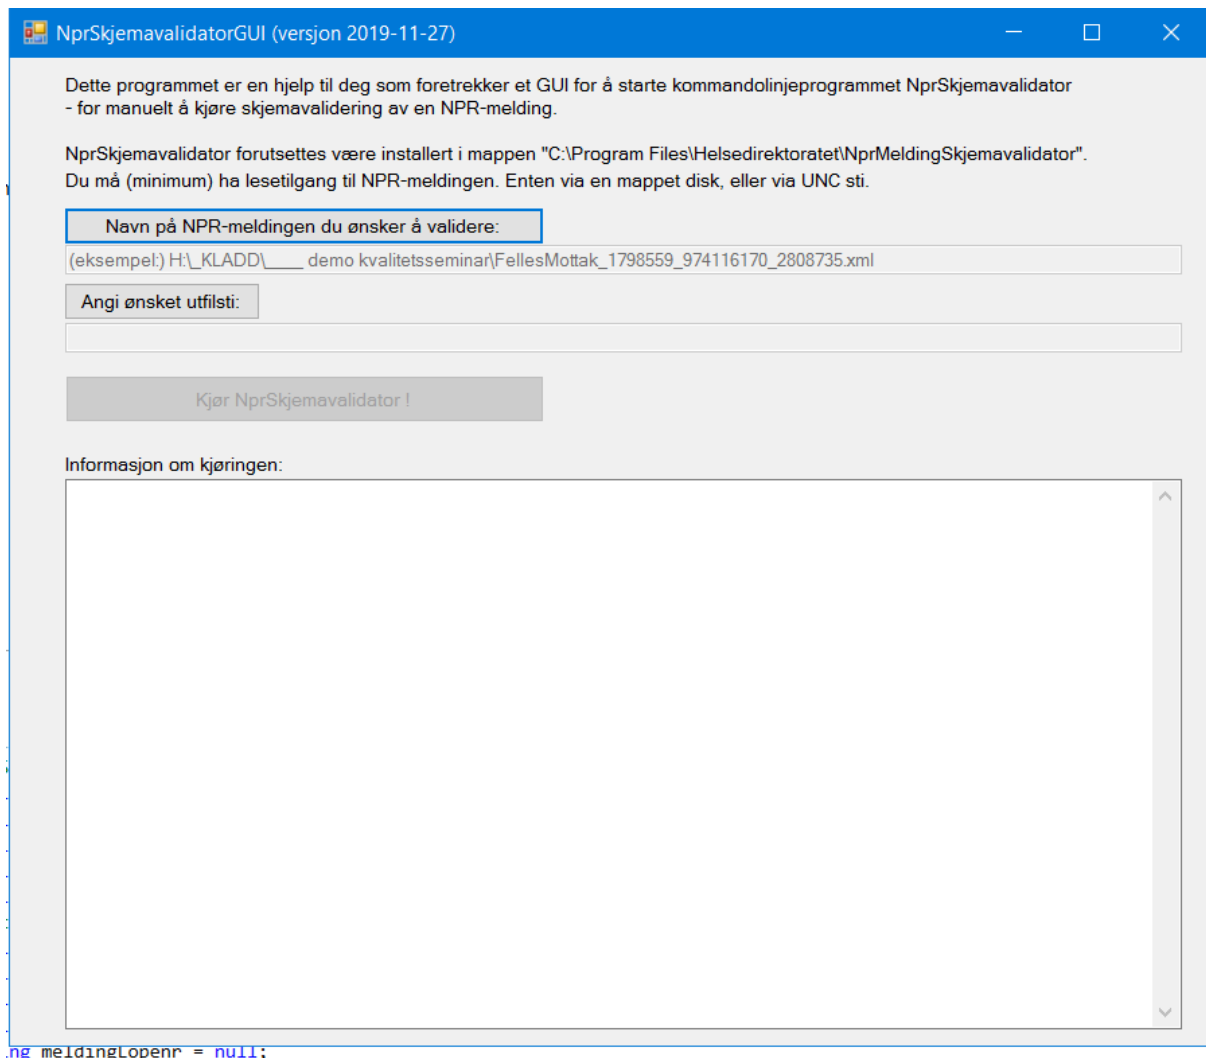 NprSkjemavalidatorGUI (versjon 2019-11-27)
Dette programmet er en hjelp til deg som foretrekker et GUI for å starte kommandolinjeprogrammet NprSkjemavalidator
- for manuelt å kjøre skjemavalidering av en NPR-melding.
NprSkjemavalidator forutsettes være installert i mappen "C:\Program Files\Helsedirektoratet\NprMeldingSkjemavalidator".
Du må (minimum) ha lesetilgang til NPR-meldingen. Enten via en mappet disk, eller via UNC sti.
Navn på NPR-meldingen du ønsker å validere:
(eksempel:) H:\_KLADD\____ demo kvalitetsseminar\FellesMottak_1798559_974116170_2808735.xml
Angi ønsket utfilsti:
Kjør NprSkjemavalidator !
Informasjon om kjøringen:
ng meldingLopenr = null;